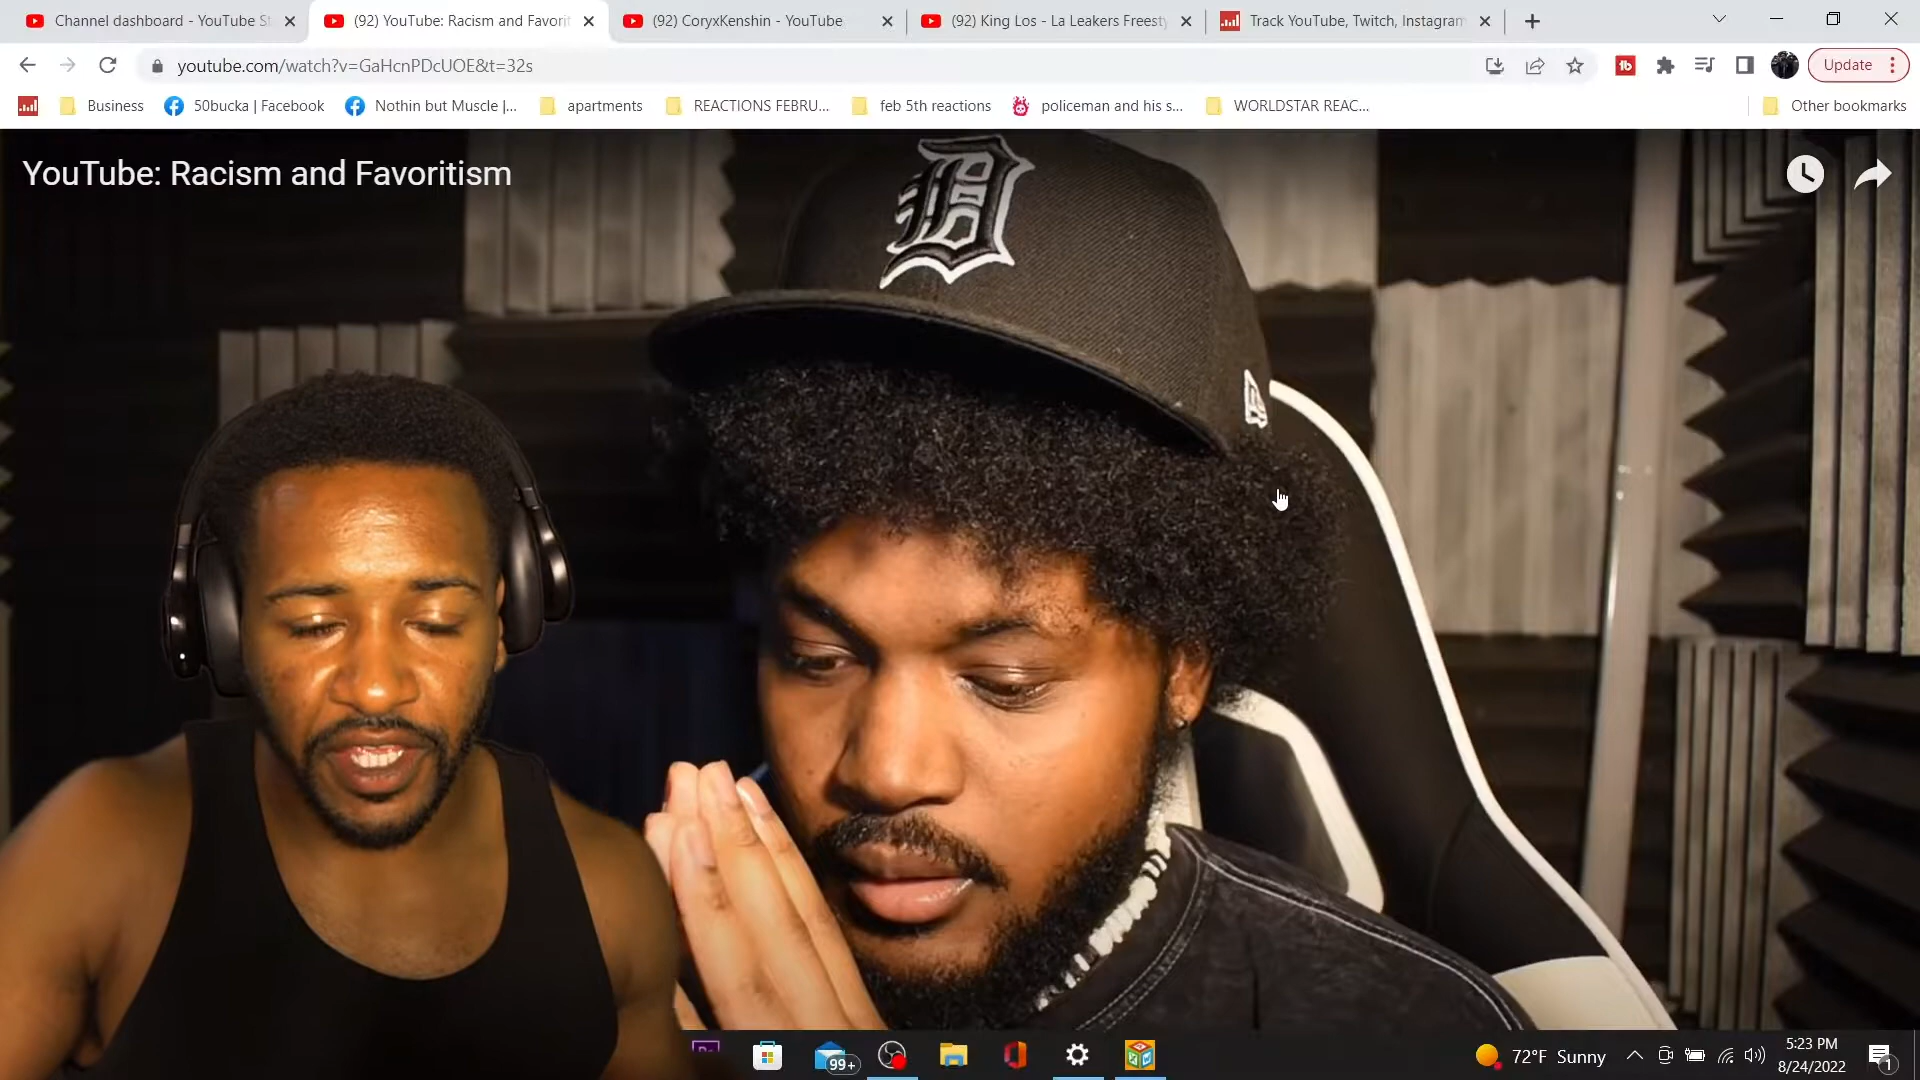 Channel dashboard - YouTube St
(92) YouTube: Racism and Favorit
(92) CoryxKenshin - YouTube
(92) King Los - La Leakers Freesty
Track YouTube, Twitch, Instagram
youtube.com/watch?v=GaHcnPDcUOE&t=32s
Update
Business
50bucka | Facebook
Nothin but Muscle |...
apartments
REACTIONS FEBRU...
feb 5th reactions
policeman and his s...
WORLDSTAR REAC...
Other bookmarks
YouTube: Racism and Favoritism
D
99+
72°F Sunny
5:23 PM
8/24/2022
1